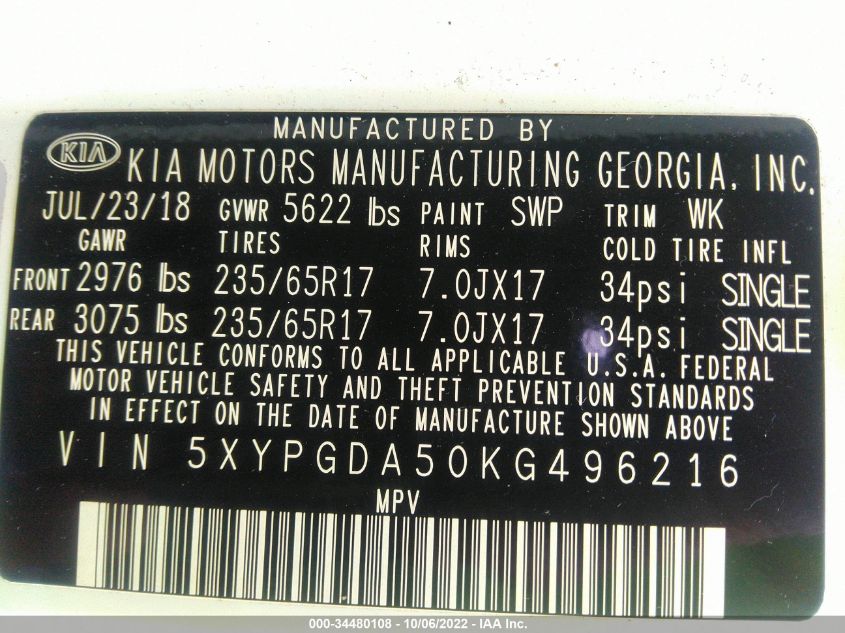 MANUFACTURED BY
KIA KIA MOTORS MANUFACTURING GEORGIA, INC.
JUL/23/18 GVWR 5622 lbs PAINT SWP TRIM WK
GAWR TIRES RIMS COLD TIRE INFL
FRONT 2976 lbs 235/65R17 7.0JX17 34psi SINGLE
REAR 3075 lbs 235/65R17 7.0JX17 34psi SINGLE
THIS VEHICLE CONFORMS TO ALL APPLICABLE U.S.A. FEDERAL
MOTOR VEHICLE SAFETY AND THEFT PREVENTION STANDARDS
IN EFFECT ON THE DATE OF MANUFACTURE SHOWN ABOVE
VIN 5XYPGDA50KG496216
MPV
000-34480108 - 10/06/2022 - IAA Inc.